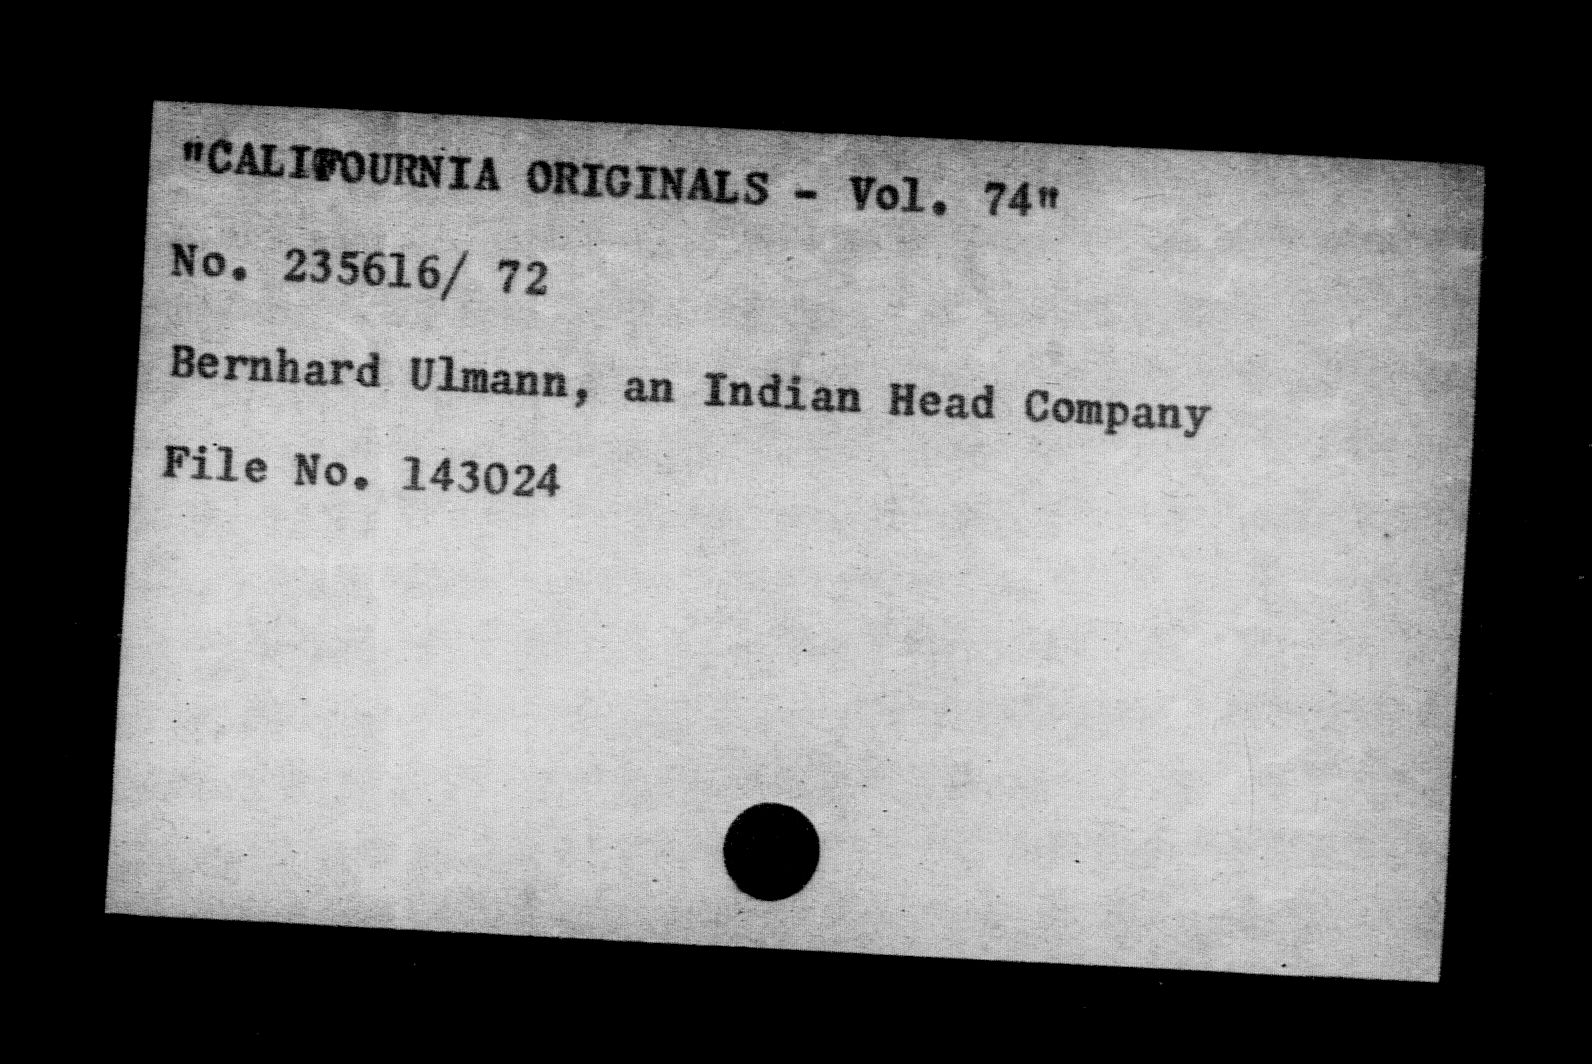 "CALIFOURNIA ORIGINALS - Vol. 74"
No. 235616/ 72
Bernhard Ulmann, an Indian Head Company
File No. 143024